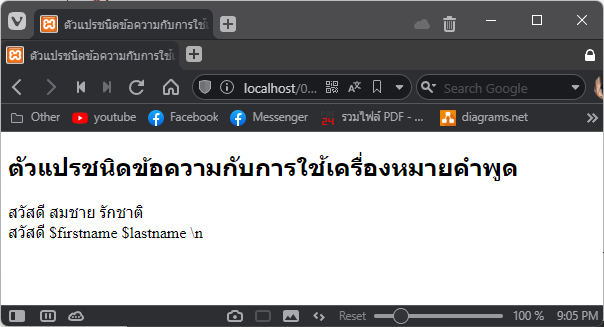 ตัวแปรชนิดข้อความกับการใช้เ
ตัวแปรชนิดข้อความกับการใช้เ
localhost/0...
Search Google
Other
youtube
Facebook
Messenger
รวมไฟล์ PDF - ...
diagrams.net
ตัวแปรชนิดข้อความกับการใช้เครื่องหมายคำพูด
สวัสดี สมชาย รักชาติ
สวัสดี $firstname $lastname \n
Reset
100 %
9:05 PM